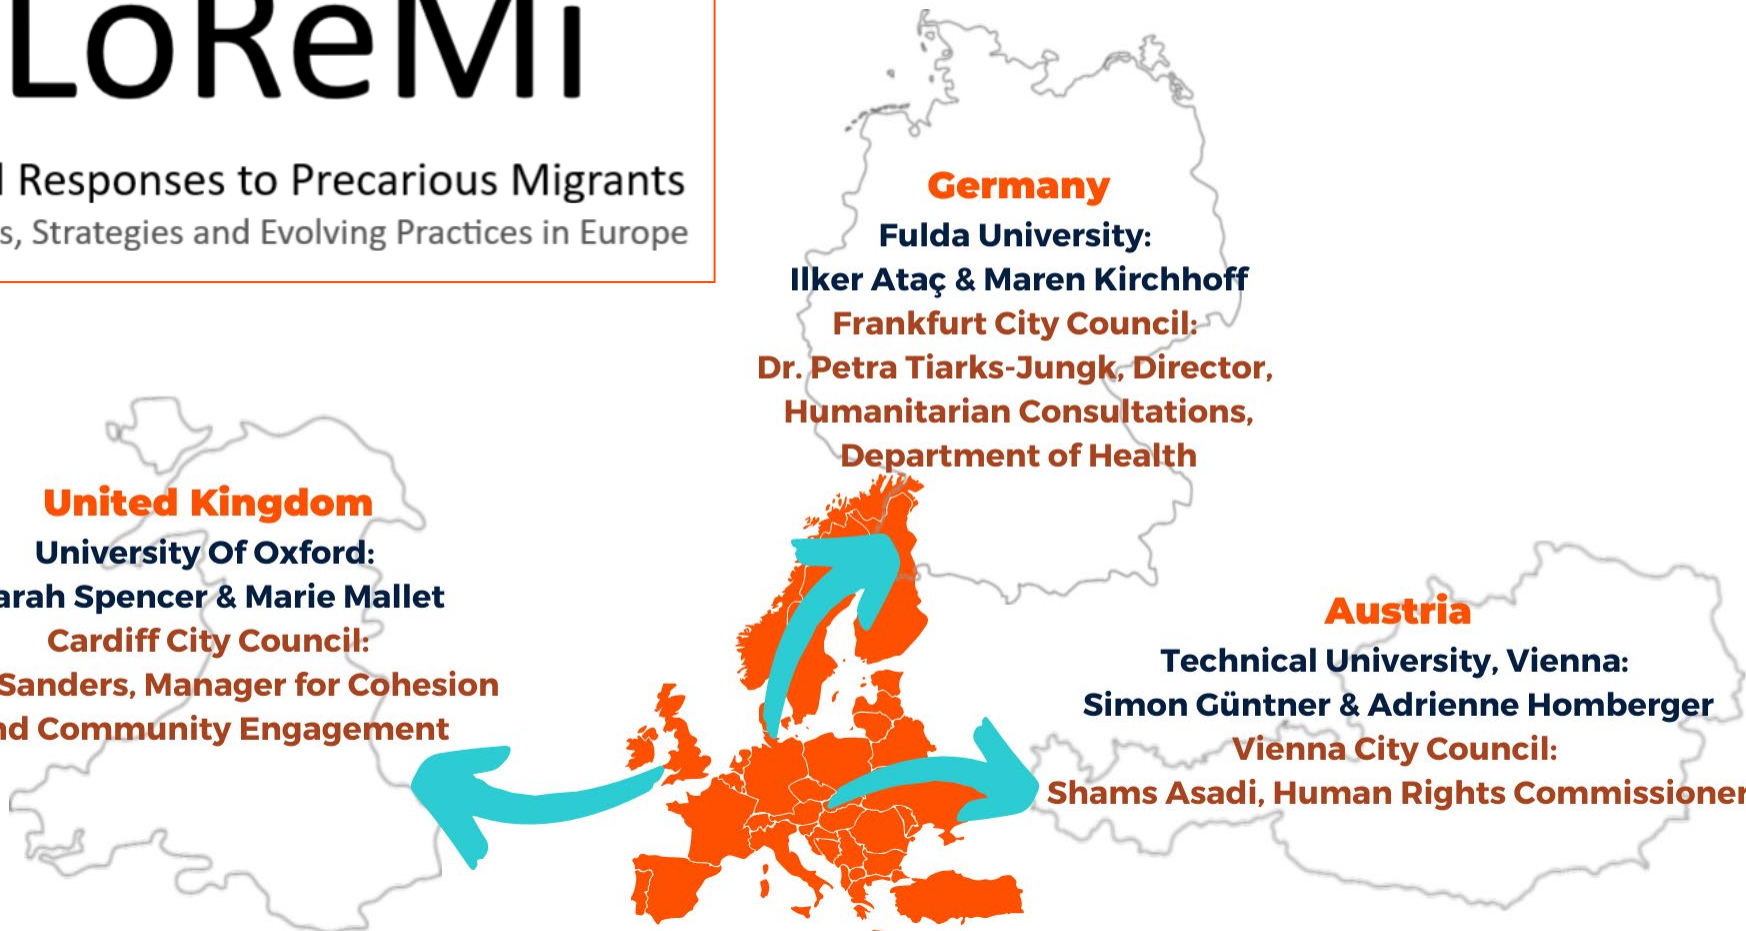 LoReMi
Responses to Precarious Migrants
Strategies and Evolving Practices in Europe
Germany
Fulda University:
Ilker Ataç & Maren Kirchhoff
Frankfurt City Council:
Dr. Petra Tiarks-Jungk, Director,
Humanitarian Consultations,
Department of Health
United Kingdom
University Of Oxford:
arah Spencer & Marie Mallet
Cardiff City Council:
Sanders, Manager for Cohesion
nd Community Engagement
Austria
Technical University, Vienna:
Simon Güntner & Adrienne Homberger
Vienna City Council:
Shams Asadi, Human Rights Commissioner